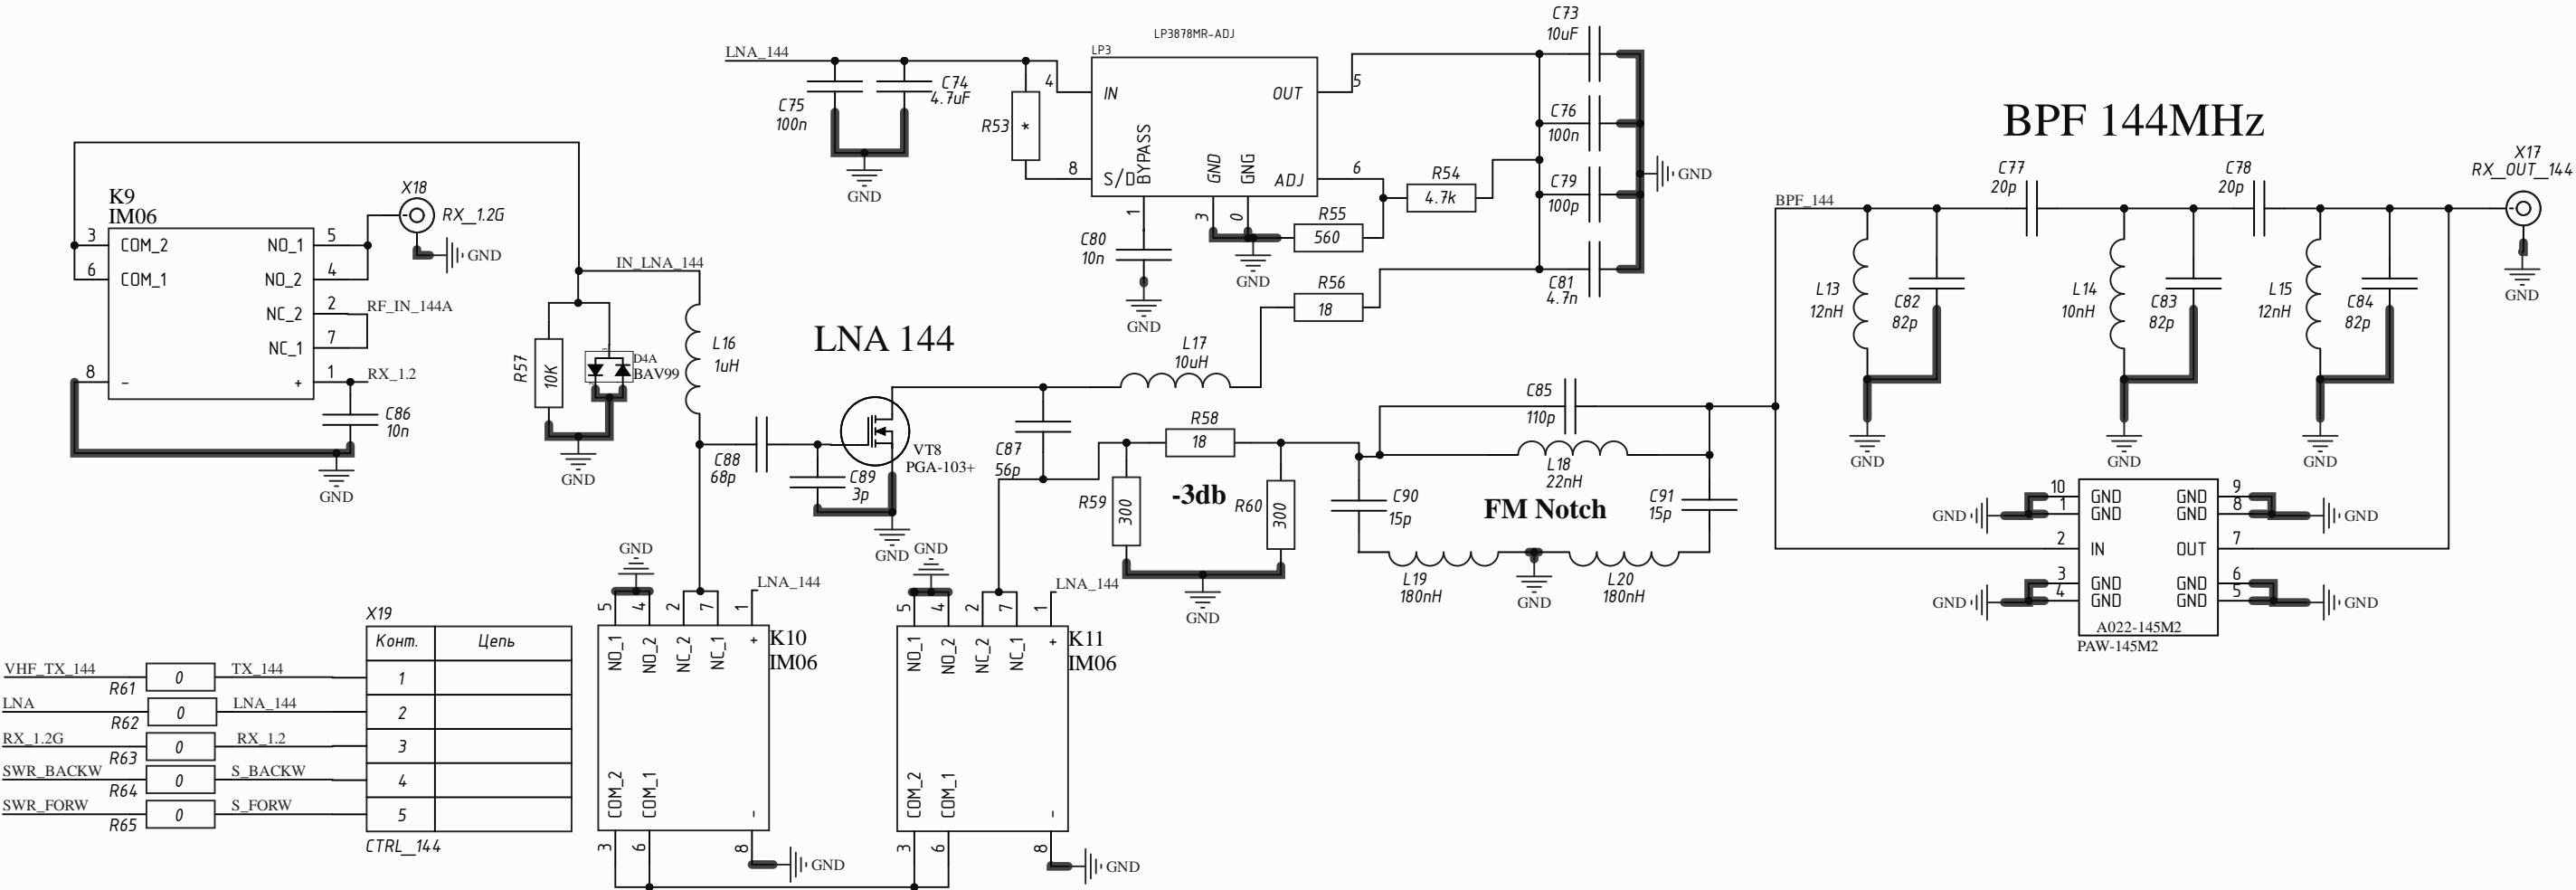 LNA_144
C75
100n
C74
4.7uF
R53
*
LP3878MR-ADJ
LP3
4
IN
OUT
5
8
S/D
BYPASS
GND
GNG
ADJ
6
1
3
0
C80
10n
GND
GND
GND
R54
4.7k
R55
560
R56
18
C73
10uF
C76
100n
C79
100p
C81
4.7n
GND
K9
IM06
3
COM_2
NO_1
5
6
COM_1
NO_2
4
NC_2
2
RF_IN_144A
NC_1
7
8
-
+
1
RX_1.2
X18
RX_1.2G
GND
C86
10n
GND
IN_LNA_144
R57
10K
D4A
BAV99
3
GND
L16
1uH
LNA 144
C88
68p
C89
3p
VT8
PGA-103+
GND
L17
10uH
C87
56p
R58
18
R59
300
-3db
R60
300
GND
C85
110p
L18
22nH
C90
15p
FM Notch
C91
15p
L19
180nH
GND
L20
180nH
BPF 144MHz
BPF_144
C77
20p
C78
20p
X17
RX_OUT_144
GND
L13
12nH
C82
82p
L14
10nH
C83
82p
L15
12nH
C84
82p
GND
GND
GND
GND
10
GND
GND
9
GND
1
GND
GND
8
2
IN
OUT
7
GND
3
GND
GND
6
GND
4
GND
GND
5
A022-145M2
PAW-145M2
GND
5
4
2
7
1
LNA_144
NO_1
NO_2
NC_2
NC_1
+
K10
IM06
COM_2
COM_1
-
3
6
8
GND
GND
5
4
2
7
1
LNA_144
NO_1
NO_2
NC_2
NC_1
+
K11
IM06
COM_2
COM_1
-
3
6
8
GND
X19
Конт.
Цепь
VHF_TX_144
R61
0
TX_144
1
LNA
R62
0
LNA_144
2
RX_1.2G
R63
0
RX_1.2
3
SWR_BACKW
R64
0
S_BACKW
4
SWR_FORW
R65
0
S_FORW
5
CTRL_144